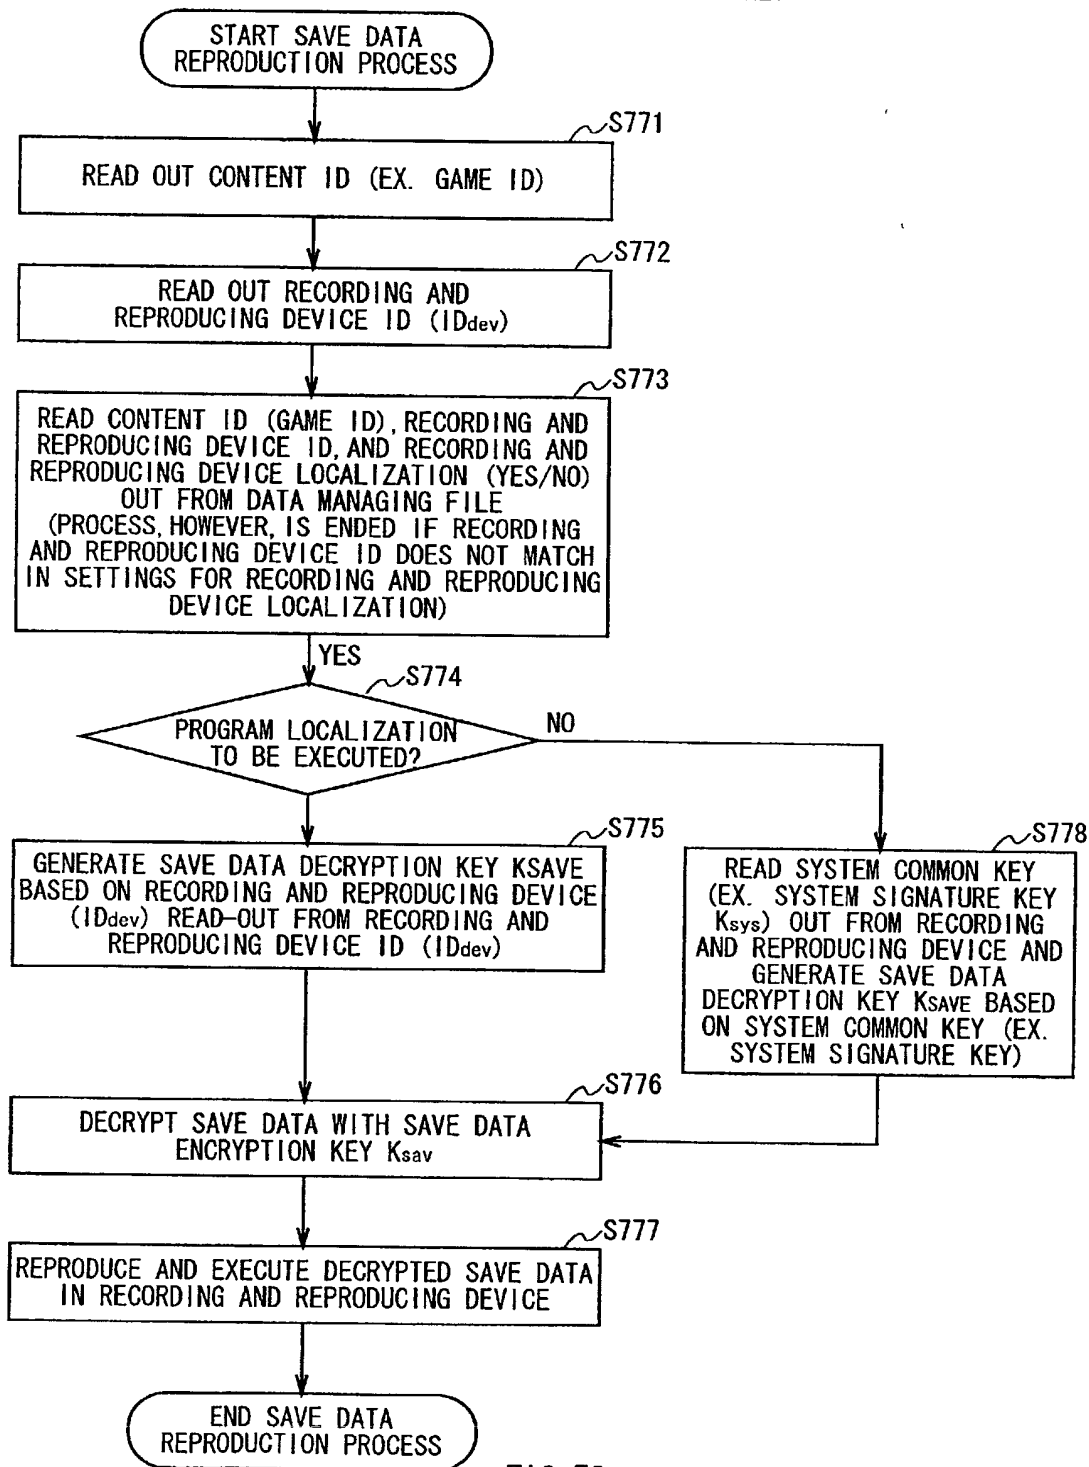 START SAVE DATA
REPRODUCTION PROCESS
S771
READ OUT CONTENT ID (EX. GAME ID)
S772
READ OUT RECORDING AND
REPRODUCING DEVICE ID (IDdev)
S773
READ CONTENT ID (GAME ID), RECORDING AND
REPRODUCING DEVICE ID, AND RECORDING AND
REPRODUCING DEVICE LOCALIZATION (YES/NO)
OUT FROM DATA MANAGING FILE
(PROCESS, HOWEVER, IS ENDED IF RECORDING
AND REPRODUCING DEVICE ID DOES NOT MATCH
IN SETTINGS FOR RECORDING AND REPRODUCING
DEVICE LOCALIZATION)
YES
S774
PROGRAM LOCALIZATION
TO BE EXECUTED?
NO
S775
GENERATE SAVE DATA DECRYPTION KEY KSAVE
BASED ON RECORDING AND REPRODUCING DEVICE
(IDdev) READ-OUT FROM RECORDING AND
REPRODUCING DEVICE ID (IDdev)
S778
READ SYSTEM COMMON KEY
(EX. SYSTEM SIGNATURE KEY
Ksys) OUT FROM RECORDING
AND REPRODUCING DEVICE AND
GENERATE SAVE DATA
DECRYPTION KEY KSAVE BASED
ON SYSTEM COMMON KEY (EX.
SYSTEM SIGNATURE KEY)
S776
DECRYPT SAVE DATA WITH SAVE DATA
ENCRYPTION KEY Ksav
S777
REPRODUCE AND EXECUTE DECRYPTED SAVE DATA
IN RECORDING AND REPRODUCING DEVICE
END SAVE DATA
REPRODUCTION PROCESS